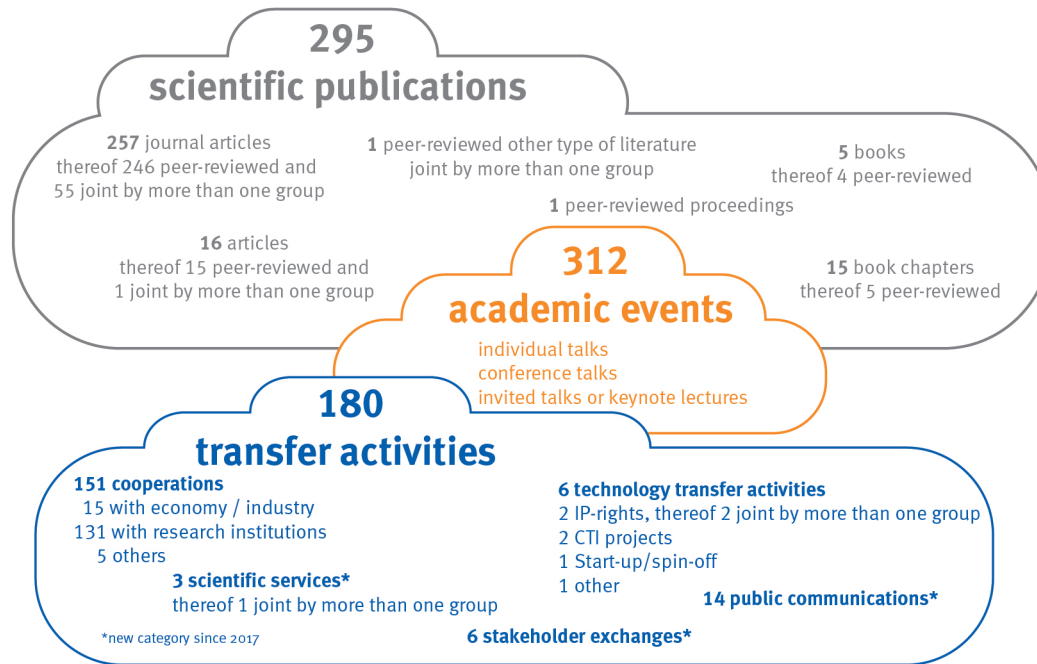 295
scientific publications
257 journal articles
thereof 246 peer-reviewed and
55 joint by more than one group
1 peer-reviewed other type of literature
joint by more than one group
5 books
thereof 4 peer-reviewed
1 peer-reviewed proceedings
16 articles
thereof 15 peer-reviewed and
1 joint by more than one group
15 book chapters
thereof 5 peer-reviewed
312
academic events
individual talks
conference talks
invited talks or keynote lectures
180
transfer activities
151 cooperations
15 with economy / industry
131 with research institutions
5 others
3 scientific services*
thereof 1 joint by more than one group
6 technology transfer activities
2 IP-rights, thereof 2 joint by more than one group
2 CTI projects
1 Start-up/spin-off
1 other
14 public communications*
6 stakeholder exchanges*
*new category since 2017